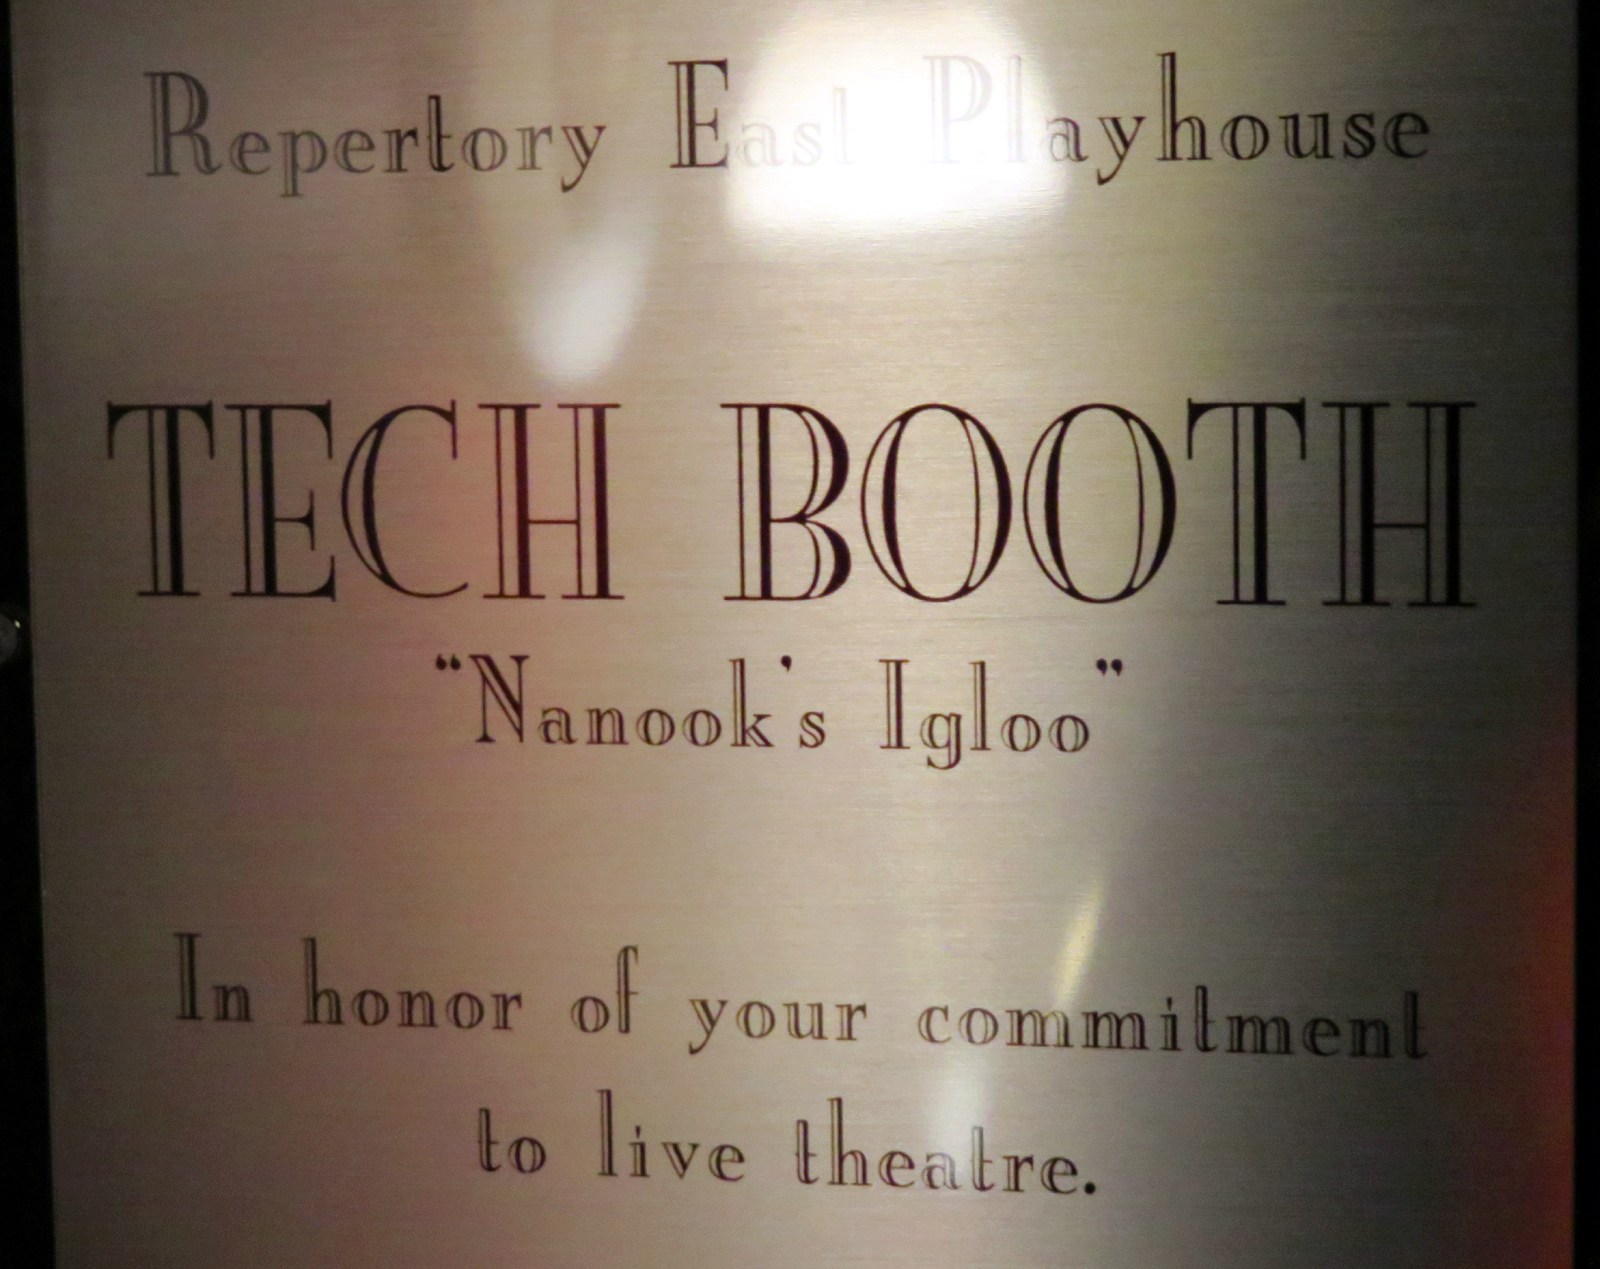 Repertory East Playhouse
TECH BOOTH
“Nanook's Igloo”
In honor of your commitment
to live theatre.